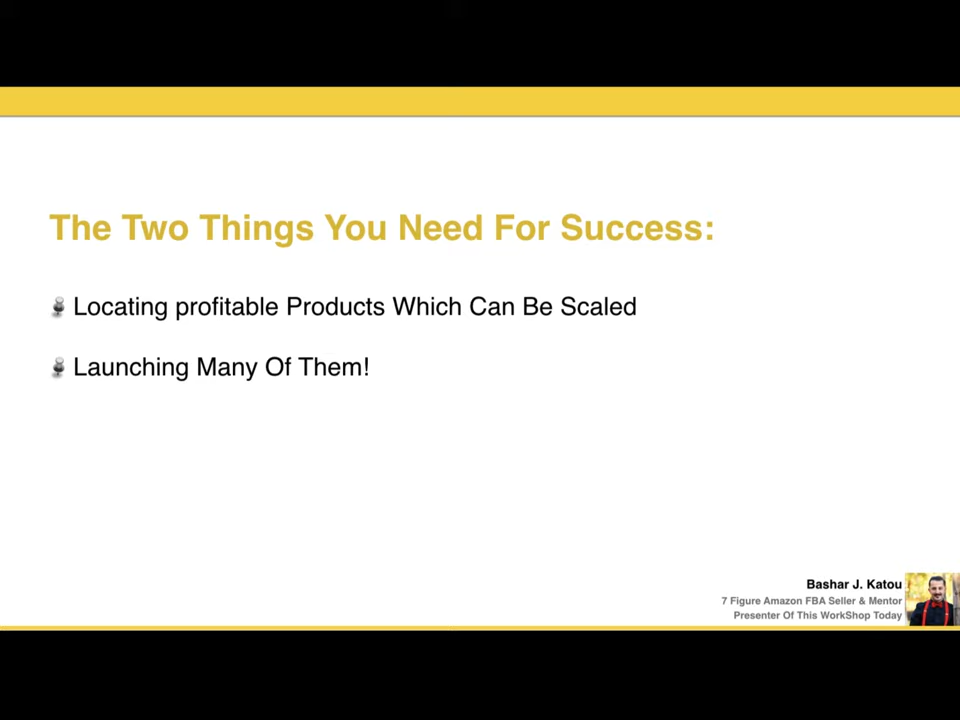 The Two Things You Need For Success:
Locating profitable Products Which Can Be Scaled
Launching Many Of Them!
Bashar J. Katou
7 Figure Amazon FBA Seller & Mentor
Presenter Of This WorkShop Today